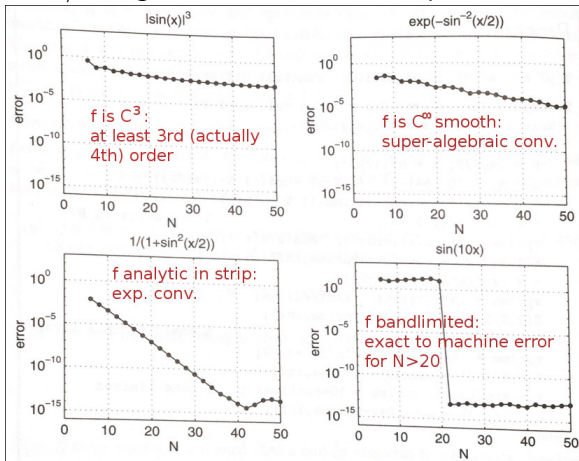 |sin(x)|³
10⁰
10⁻⁵
10⁻¹⁰
10⁻¹⁵
error
f is C³:
at least 3rd (actually
4th) order
0 10 20 30 40 50
N
exp(−sin⁻²(x/2))
10⁰
10⁻⁵
10⁻¹⁰
10⁻¹⁵
error
f is C∞ smooth:
super-algebraic conv.
0 10 20 30 40 50
N
1/(1+sin²(x/2))
10⁰
10⁻⁵
10⁻¹⁰
10⁻¹⁵
error
f analytic in strip:
exp. conv.
0 10 20 30 40 50
N
sin(10x)
10⁰
10⁻⁵
10⁻¹⁰
10⁻¹⁵
error
f bandlimited:
exact to machine error
for N>20
0 10 20 30 40 50
N